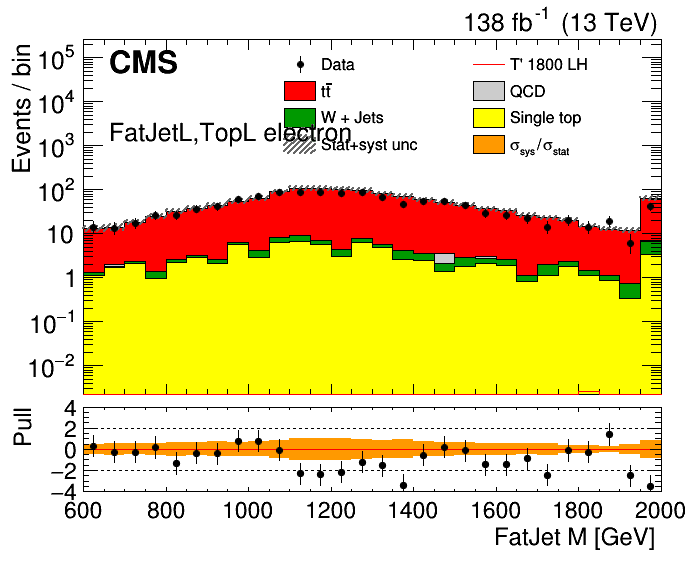 138 fb⁻¹ (13 TeV)
CMS
Data
T' 1800 LH
tt̄
QCD
W + Jets
Single top
FatJetL,TopL electron
Stat+syst unc
σsys/σstat
Events / bin
10⁵
10⁴
10³
10²
10
1
10⁻¹
10⁻²
Pull
4
2
0
−2
−4
600 800 1000 1200 1400 1600 1800 2000
FatJet M [GeV]